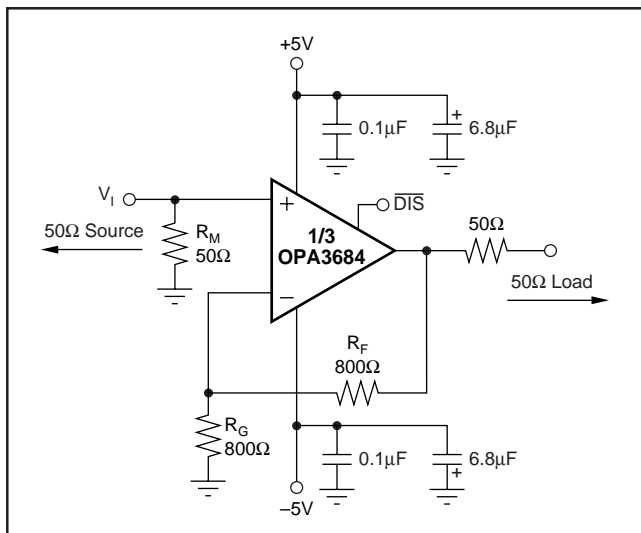 +5V
0.1µF
+
6.8µF
V_I
50Ω Source
R_M
50Ω
+
−
1/3
OPA3684
D̅I̅S̅
50Ω
50Ω Load
R_F
800Ω
R_G
800Ω
0.1µF
6.8µF
+
−5V